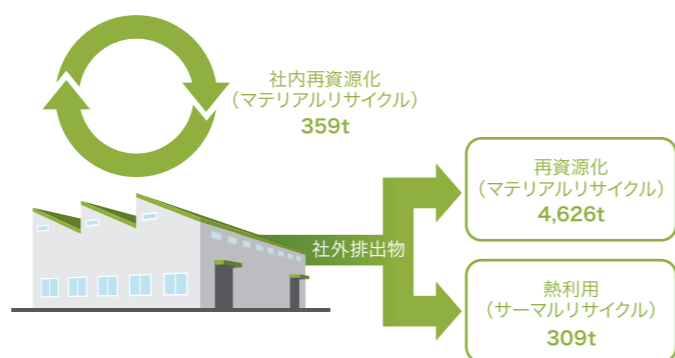 社内再資源化
（マテリアルリサイクル）
359t
社外排出物
再資源化
（マテリアルリサイクル）
4,626t
熱利用
（サーマルリサイクル）
309t